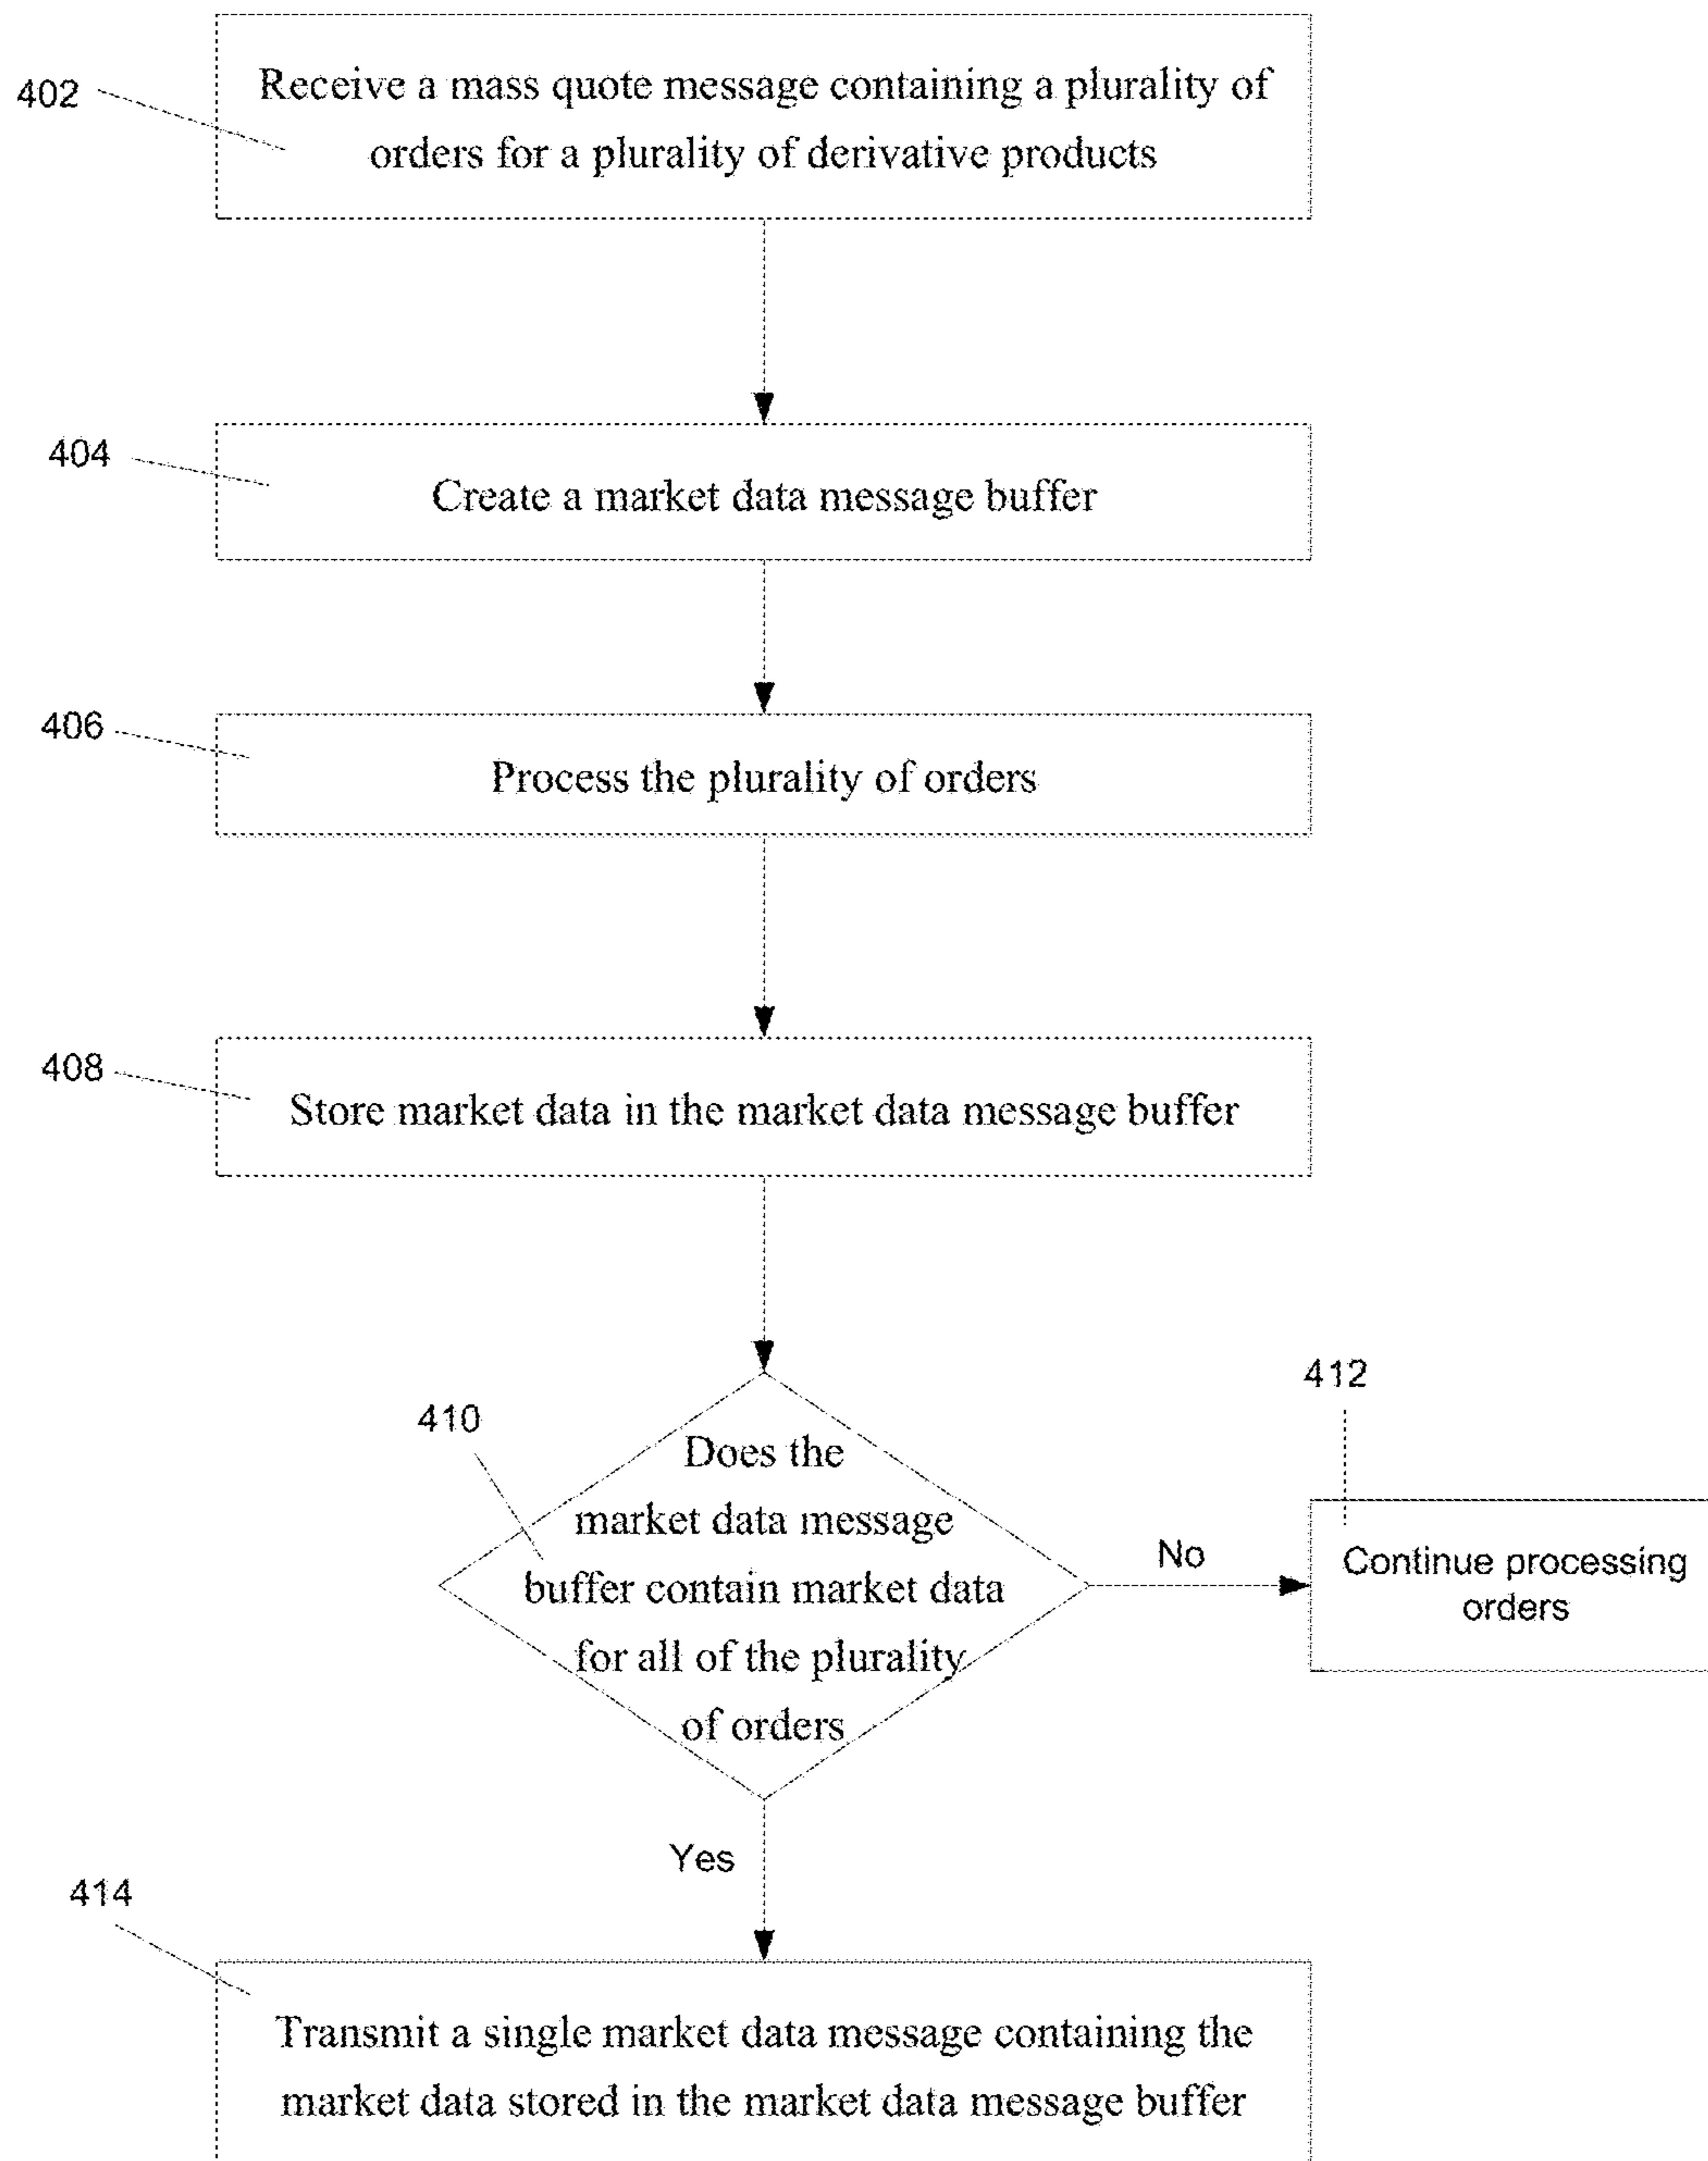 402
Receive a mass quote message containing a plurality of
orders for a plurality of derivative products
404
Create a market data message buffer
406
Process the plurality of orders
408
Store market data in the market data message buffer
410
Does the
market data message
buffer contain market data
for all of the plurality
of orders
No
412
Continue processing
orders
Yes
414
Transmit a single market data message containing the
market data stored in the market data message buffer